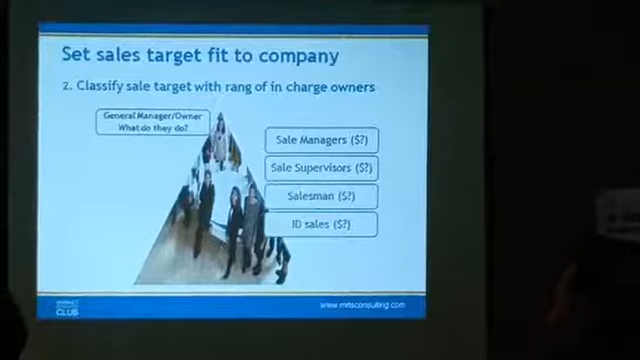 Set sales target fit to company
2. Classify sale target with rang of in charge owners
General Manager/Owner
What do they do?
Sale Managers ($?)
Sale Supervisors ($?)
Salesman ($?)
ID sales ($?)
CLUB
www.mitsconsulting.com